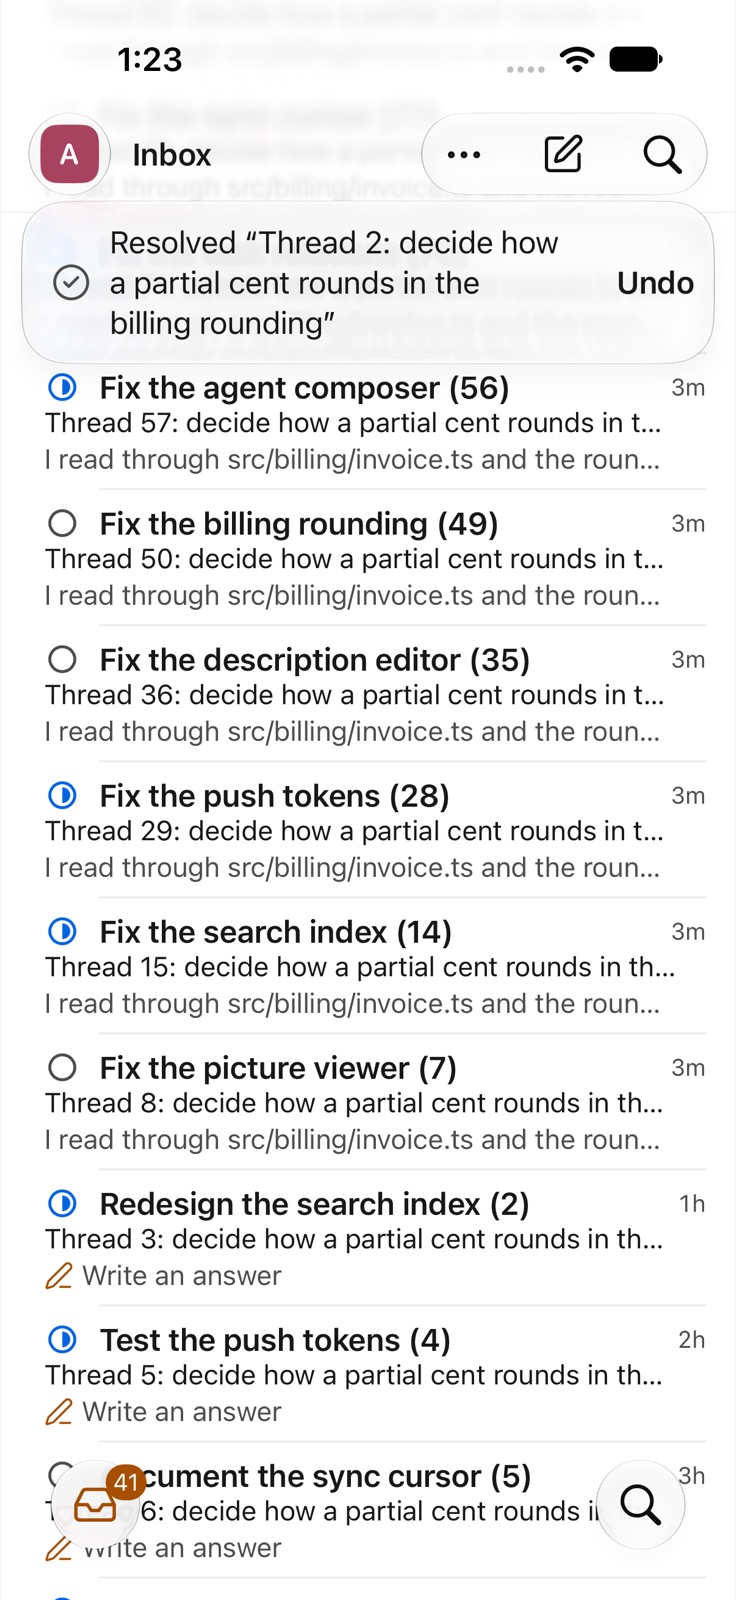 1:23
A
Inbox
Resolved “Thread 2: decide how
a partial cent rounds in the
billing rounding”
Undo
Fix the agent composer (56) 3m
Thread 57: decide how a partial cent rounds in t...
I read through src/billing/invoice.ts and the roun...
Fix the billing rounding (49) 3m
Thread 50: decide how a partial cent rounds in t...
I read through src/billing/invoice.ts and the roun...
Fix the description editor (35) 3m
Thread 36: decide how a partial cent rounds in t...
I read through src/billing/invoice.ts and the roun...
Fix the push tokens (28) 3m
Thread 29: decide how a partial cent rounds in t...
I read through src/billing/invoice.ts and the roun...
Fix the search index (14) 3m
Thread 15: decide how a partial cent rounds in th...
I read through src/billing/invoice.ts and the roun...
Fix the picture viewer (7) 3m
Thread 8: decide how a partial cent rounds in th...
I read through src/billing/invoice.ts and the roun...
Redesign the search index (2) 1h
Thread 3: decide how a partial cent rounds in th...
Write an answer
Test the push tokens (4) 2h
Thread 5: decide how a partial cent rounds in th...
Write an answer
41
cument the sync cursor (5) 3h
6: decide how a partial cent rounds
Write an answer